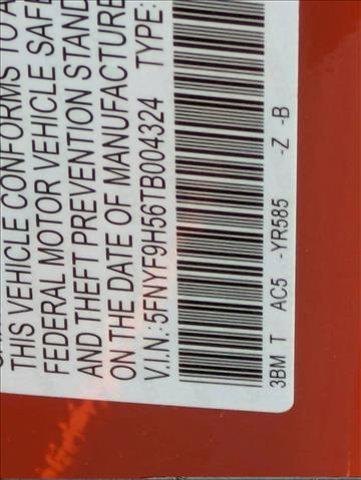 THIS VEHICLE CONFORMS TO A
FEDERAL MOTOR VEHICLE SAFE
AND THEFT PREVENTION STAND
ON THE DATE OF MANUFACTURE
V.I.N.: 5FNYF9H56TB004324 TYPE:
3BM T AC5 -YR585 -Z -B